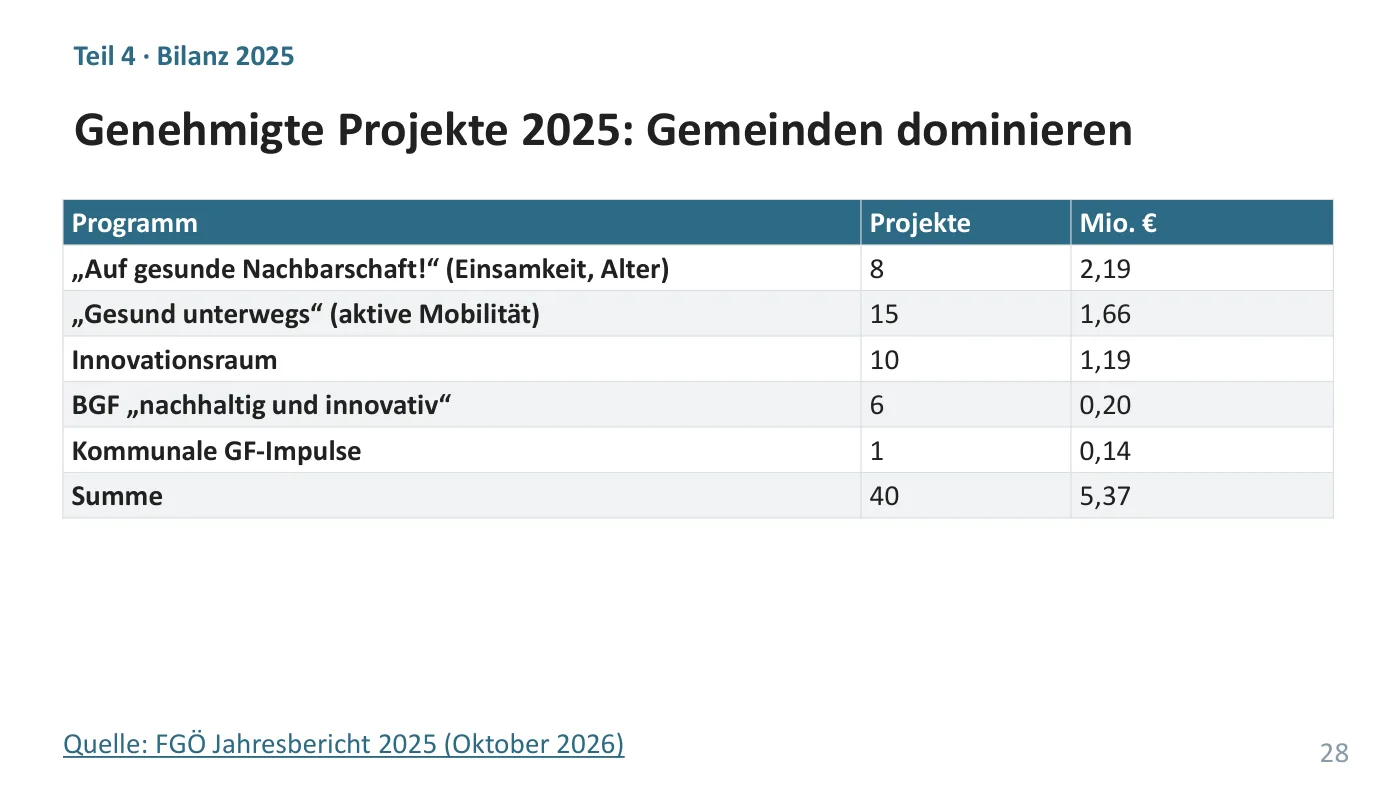 Teil 4 · Bilanz 2025
Genehmigte Projekte 2025: Gemeinden dominieren
Programm Projekte Mio. €
„Auf gesunde Nachbarschaft!“ (Einsamkeit, Alter) 8 2,19
„Gesund unterwegs“ (aktive Mobilität) 15 1,66
Innovationsraum 10 1,19
BGF „nachhaltig und innovativ“ 6 0,20
Kommunale GF-Impulse 1 0,14
Summe 40 5,37
Quelle: FGÖ Jahresbericht 2025 (Oktober 2026)
28